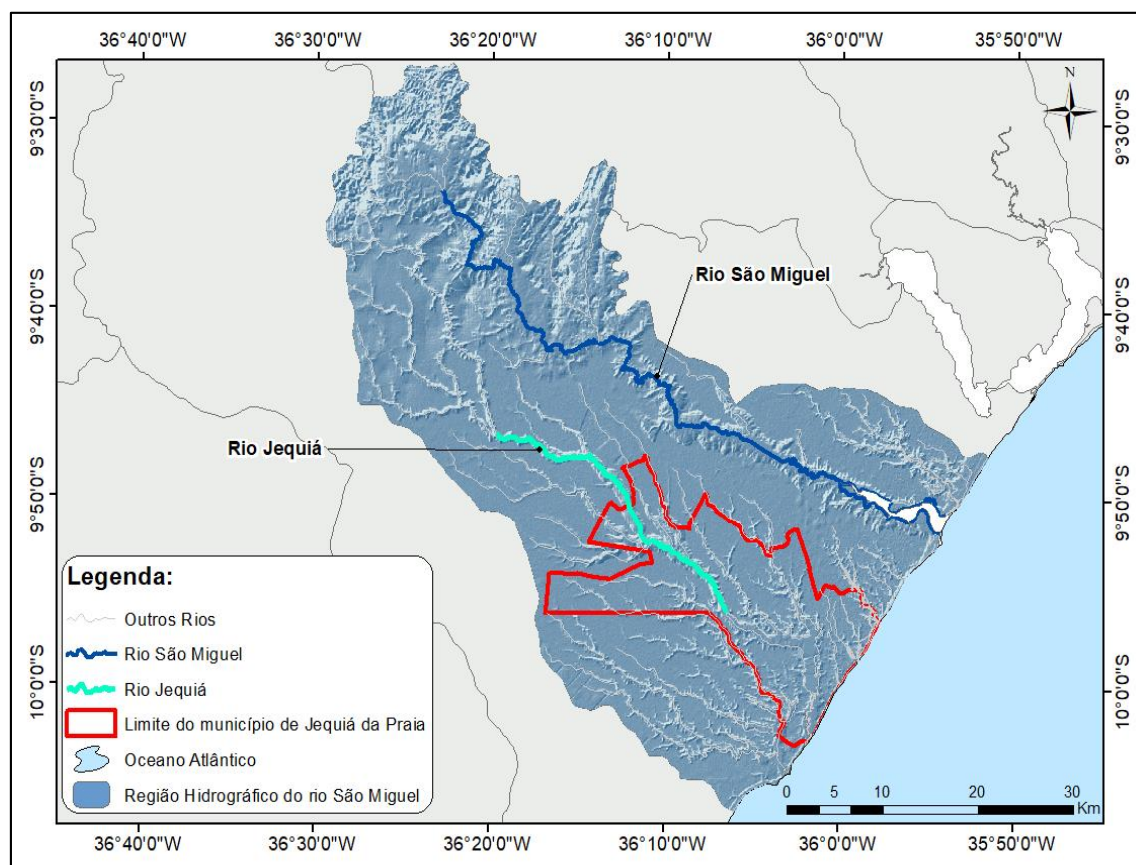 36°40'0"W 36°30'0"W 36°20'0"W 36°10'0"W 36°0'0"W 35°50'0"W
N
9°30'0"S 9°30'0"S
Rio São Miguel
9°40'0"S 9°40'0"S
Rio Jequiá
9°50'0"S 9°50'0"S
Legenda:
Outros Rios
Rio São Miguel
Rio Jequiá
10°0'0"S 10°0'0"S
Limite do município de Jequiá da Praia
Oceano Atlântico
Região Hidrográfico do rio São Miguel
0 5 10 20 30
Km
36°40'0"W 36°30'0"W 36°20'0"W 36°10'0"W 36°0'0"W 35°50'0"W